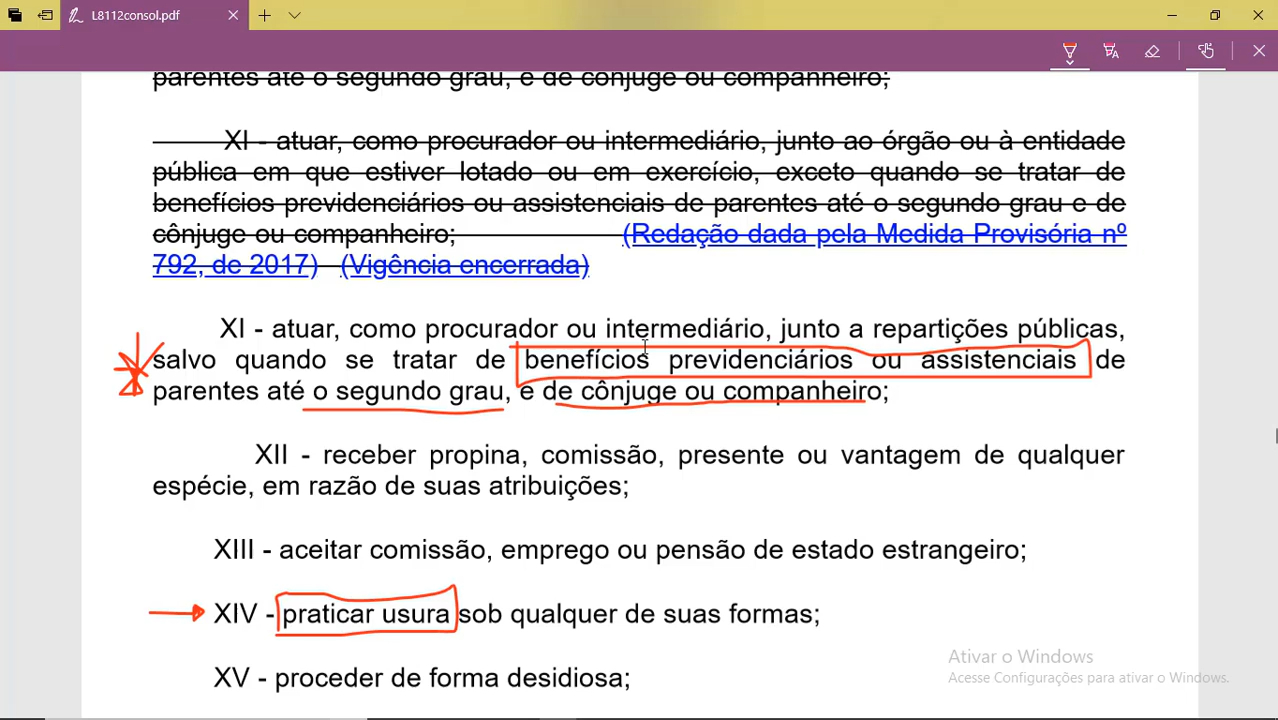 L8112consol.pdf
parentes até o segundo grau, e de cônjuge ou companheiro;
XI - atuar, como procurador ou intermediário, junto ao órgão ou à entidade
pública em que estiver lotado ou em exercício, exceto quando se tratar de
benefícios previdenciários ou assistenciais de parentes até o segundo grau e de
cônjuge ou companheiro; (Redação dada pela Medida Provisória nº
792, de 2017) (Vigência encerrada)
XI - atuar, como procurador ou intermediário, junto a repartições públicas,
salvo quando se tratar de benefícios previdenciários ou assistenciais de
parentes até o segundo grau, e de cônjuge ou companheiro;
XII - receber propina, comissão, presente ou vantagem de qualquer
espécie, em razão de suas atribuições;
XIII - aceitar comissão, emprego ou pensão de estado estrangeiro;
XIV - praticar usura sob qualquer de suas formas;
XV - proceder de forma desidiosa;
Ativar o Windows
Acesse Configurações para ativar o Windows.